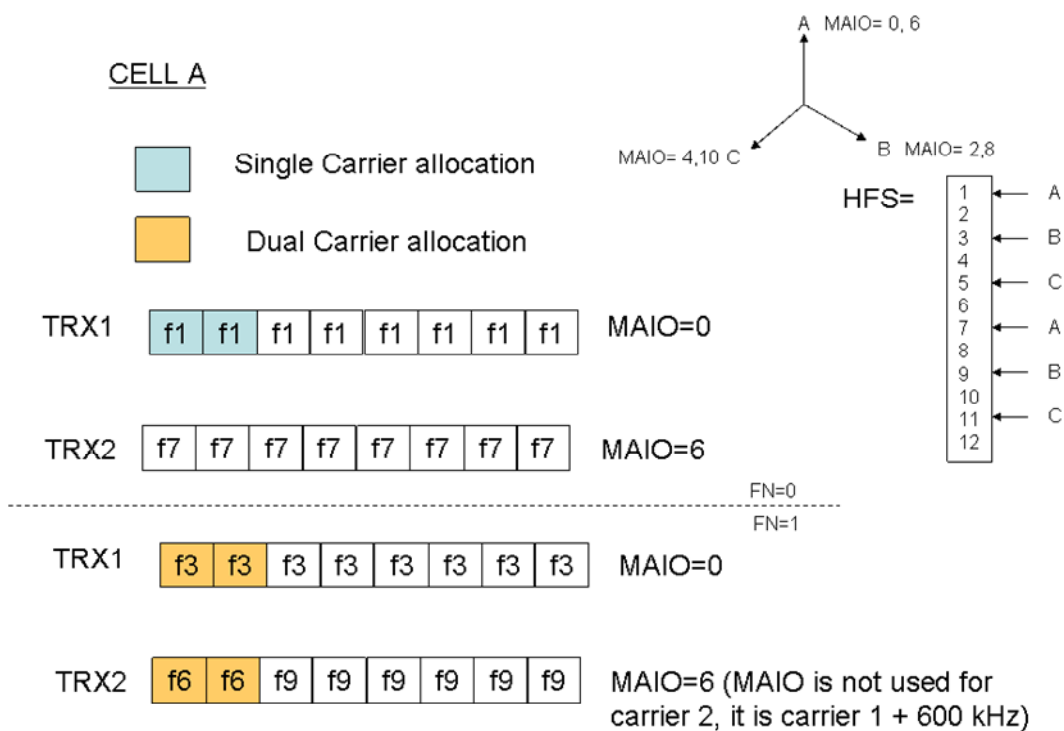 A MAIO= 0, 6
CELL A
MAIO= 4,10 C
B MAIO= 2,8
Single Carrier allocation
Dual Carrier allocation
HFS=
1 A
2
3 B
4
5 C
6
7 A
8
9 B
10
11 C
12
TRX1 f1 f1 f1 f1 f1 f1 f1 f1 MAIO=0
TRX2 f7 f7 f7 f7 f7 f7 f7 f7 MAIO=6
FN=0
FN=1
TRX1 f3 f3 f3 f3 f3 f3 f3 f3 MAIO=0
TRX2 f6 f6 f9 f9 f9 f9 f9 f9 MAIO=6 (MAIO is not used for
carrier 2, it is carrier 1 + 600 kHz)